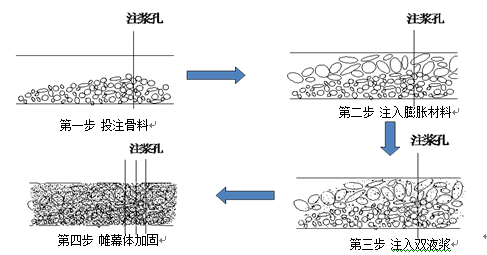 注浆孔
注浆孔
第一步 投注骨料
第二步 注入膨胀材料
注浆孔
注浆孔
第四步 帷幕体加固
第三步 注入双液浆